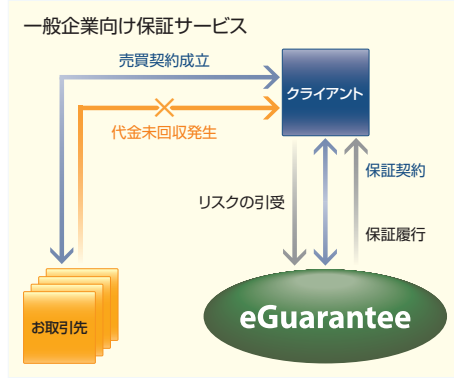 一般企業向け保証サービス
売買契約成立
クライアント
代金未回収発生
保証契約
リスクの引受
保証履行
お取引先
eGuarantee